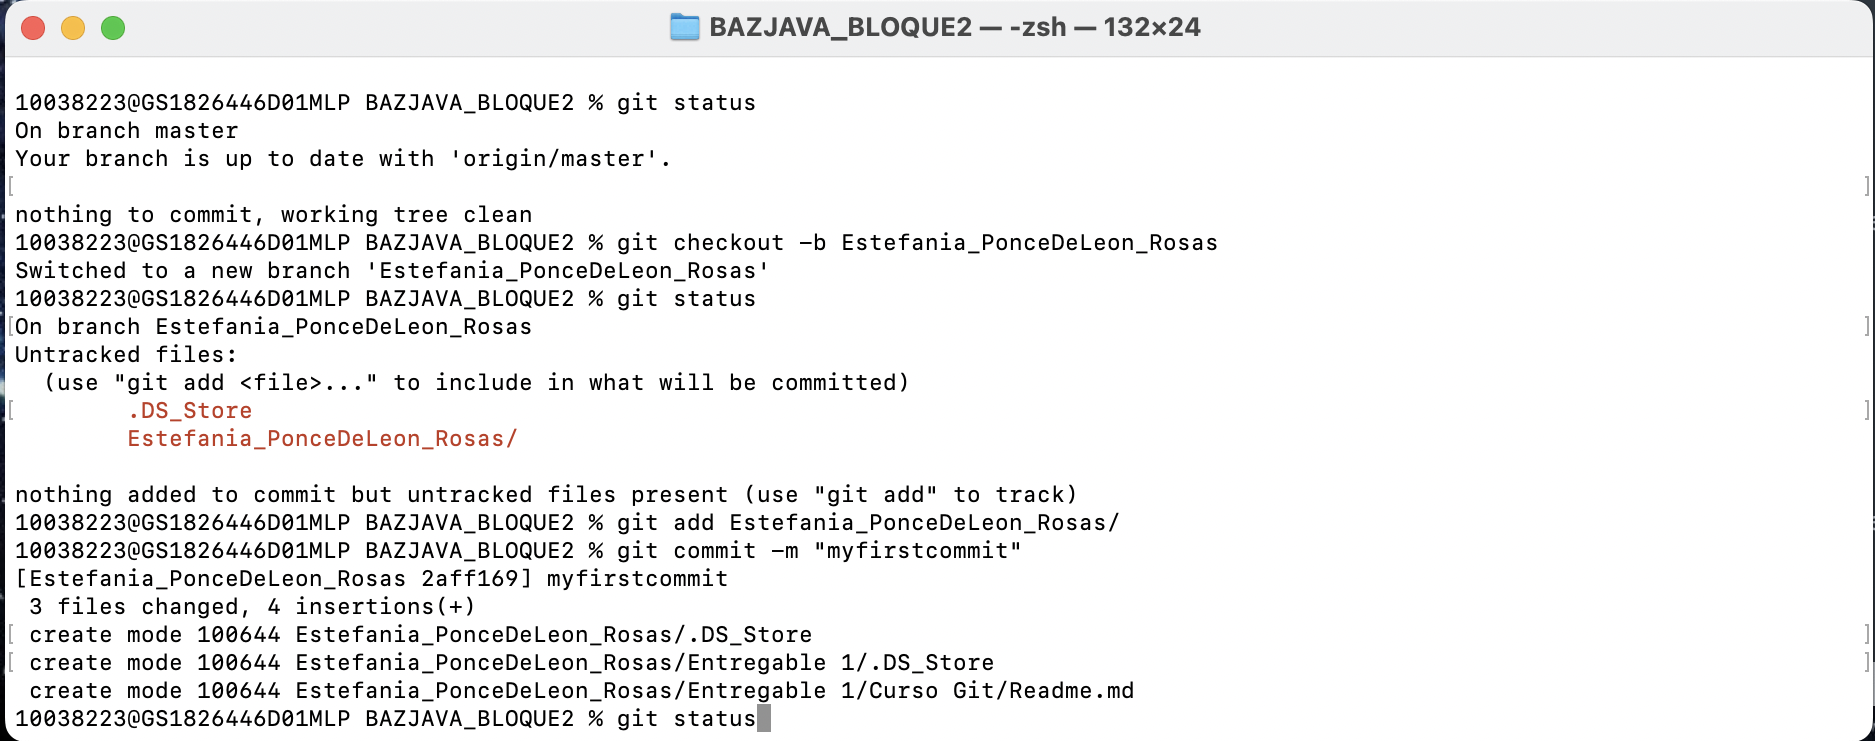 BAZJAVA_BLOQUE2 — -zsh — 132×24
10038223@GS1826446D01MLP BAZJAVA_BLOQUE2 % git status
On branch master
Your branch is up to date with 'origin/master'.
[ ]
nothing to commit, working tree clean
10038223@GS1826446D01MLP BAZJAVA_BLOQUE2 % git checkout -b Estefania_PonceDeLeon_Rosas
Switched to a new branch 'Estefania_PonceDeLeon_Rosas'
10038223@GS1826446D01MLP BAZJAVA_BLOQUE2 % git status
[On branch Estefania_PonceDeLeon_Rosas ]
Untracked files:
  (use "git add <file>..." to include in what will be committed)
[ .DS_Store ]
        Estefania_PonceDeLeon_Rosas/
nothing added to commit but untracked files present (use "git add" to track)
10038223@GS1826446D01MLP BAZJAVA_BLOQUE2 % git add Estefania_PonceDeLeon_Rosas/
10038223@GS1826446D01MLP BAZJAVA_BLOQUE2 % git commit -m "myfirstcommit"
[Estefania_PonceDeLeon_Rosas 2aff169] myfirstcommit
 3 files changed, 4 insertions(+)
[ create mode 100644 Estefania_PonceDeLeon_Rosas/.DS_Store ]
[ create mode 100644 Estefania_PonceDeLeon_Rosas/Entregable 1/.DS_Store ]
 create mode 100644 Estefania_PonceDeLeon_Rosas/Entregable 1/Curso Git/Readme.md
10038223@GS1826446D01MLP BAZJAVA_BLOQUE2 % git status